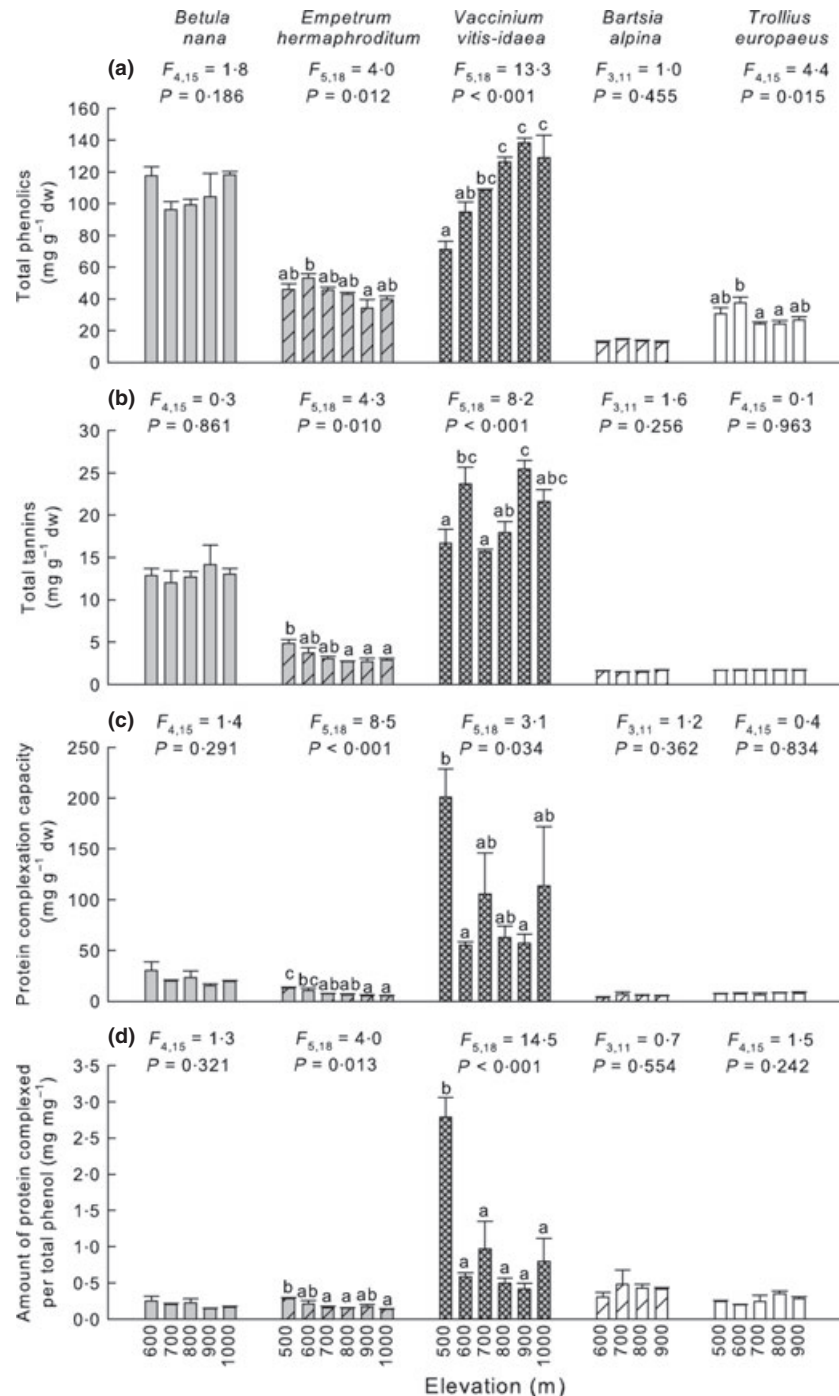 Betula nana
Empetrum hermaphroditum
Vaccinium vitis-idaea
Bartsia alpina
Trollius europaeus
(a)
F4,15 = 1·8 F5,18 = 4·0 F5,18 = 13·3 F3,11 = 1·0 F4,15 = 4·4
P = 0·186 P = 0·012 P < 0·001 P = 0·455 P = 0·015
Total phenolics
(mg g−1 dw)
160
140
120
100
80
60
40
20
0
ab b ab ab a ab
a ab bc c c c
ab b a a ab
(b)
F4,15 = 0·3 F5,18 = 4·3 F5,18 = 8·2 F3,11 = 1·6 F4,15 = 0·1
P = 0·861 P = 0·010 P < 0·001 P = 0·256 P = 0·963
Total tannins
(mg g−1 dw)
30
25
20
15
10
5
0
b ab ab a a a
a bc a ab c abc
(c)
F4,15 = 1·4 F5,18 = 8·5 F5,18 = 3·1 F3,11 = 1·2 F4,15 = 0·4
P = 0·291 P < 0·001 P = 0·034 P = 0·362 P = 0·834
Protein complexation capacity
(mg g−1 dw)
250
200
150
100
50
0
c bc ab ab a a
b a ab ab a ab
(d)
F4,15 = 1·3 F5,18 = 4·0 F5,18 = 14·5 F3,11 = 0·7 F4,15 = 1·5
P = 0·321 P = 0·013 P < 0·001 P = 0·554 P = 0·242
Amount of protein complexed
per total phenol (mg mg−1)
3·5
3·0
2·5
2·0
1·5
1·0
0·5
0·0
b ab a a ab a
b a a a a a
600 700 800 900 1000
500 600 700 800 900 1000
500 600 700 800 900 1000
600 700 800 900
500 600 700 800 900
Elevation (m)